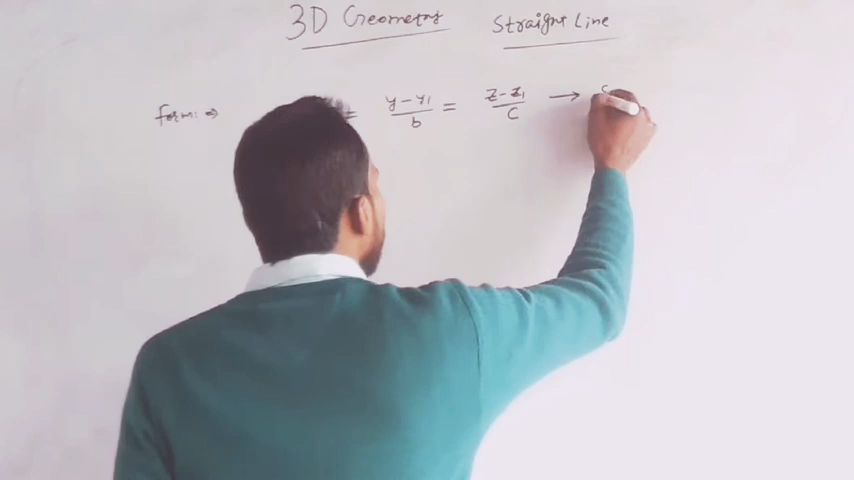 3D Geometry Straight Line
form: ⇒ = y - y₁ / b = z - z₁ / c →